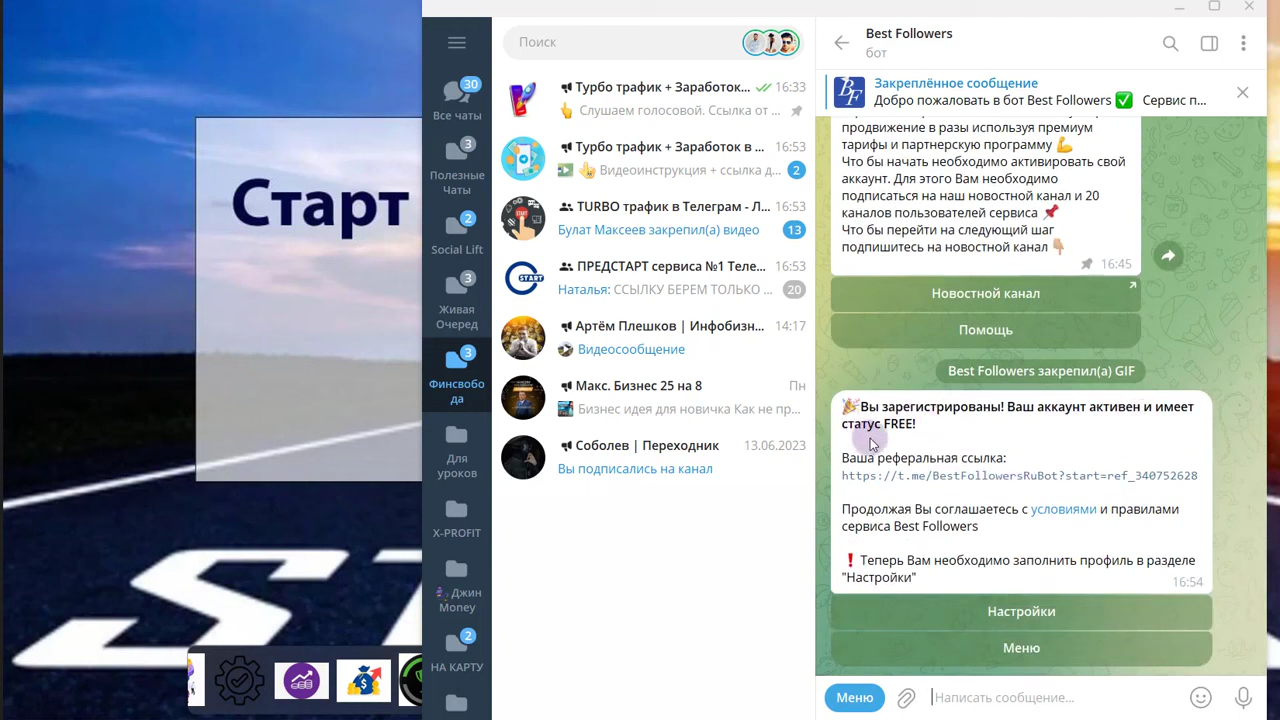 Старт
30
Все чаты
3
Полезные
Чаты
2
Social Lift
3
Живая
Очеред
3
Финсвобо
да
Для
уроков
X-PROFIT
Джин
Money
2
НА КАРТУ
Поиск
Турбо трафик + Заработок... 16:33
👆 Слушаем голосовой. Ссылка от ...
Турбо трафик + Заработок в ... 16:53
Видеоинструкция + ссылка д... 2
TURBO трафик в Телеграм - Л... 16:53
Булат Максеев закрепил(а) видео 13
START
ПРЕДСТАРТ сервиса №1 Теле... 16:53
Наталья: ССЫЛКУ БЕРЕМ ТОЛЬКО ... 20
Артём Плешков | Инфобизн... 14:17
Видеосообщение
Макс. Бизнес 25 на 8 Пн
Бизнес идея для новичка Как не пр...
Соболев | Переходник 13.06.2023
Вы подписались на канал
Best Followers
бот
BF
Закреплённое сообщение
Добро пожаловать в бот Best Followers ✅ Сервис п...
продвижение в разы используя премиум
тарифы и партнерскую программу 💪
Что бы начать необходимо активировать свой
аккаунт. Для этого Вам необходимо
подписаться на наш новостной канал и 20
каналов пользователей сервиса 📌
Что бы перейти на следующий шаг
подпишитесь на новостной канал 👇🏼
16:45
Новостной канал
Помощь
Best Followers закрепил(а) GIF
🎉Вы зарегистрированы! Ваш аккаунт активен и имеет
статус FREE!
Ваша реферальная ссылка:
https://t.me/BestFollowersRuBot?start=ref_340752628
Продолжая Вы соглашаетесь с условиями и правилами
сервиса Best Followers
❗ Теперь Вам необходимо заполнить профиль в разделе
"Настройки"
16:54
Настройки
Меню
Меню
Написать сообщение...